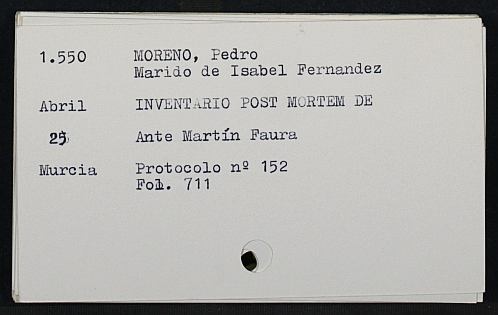 1.550 MORENO, Pedro
Marido de Isabel Fernandez
Abril INVENTARIO POST MORTEM DE
25 Ante Martín Faura
Murcia Protocolo nº 152
Fol. 711